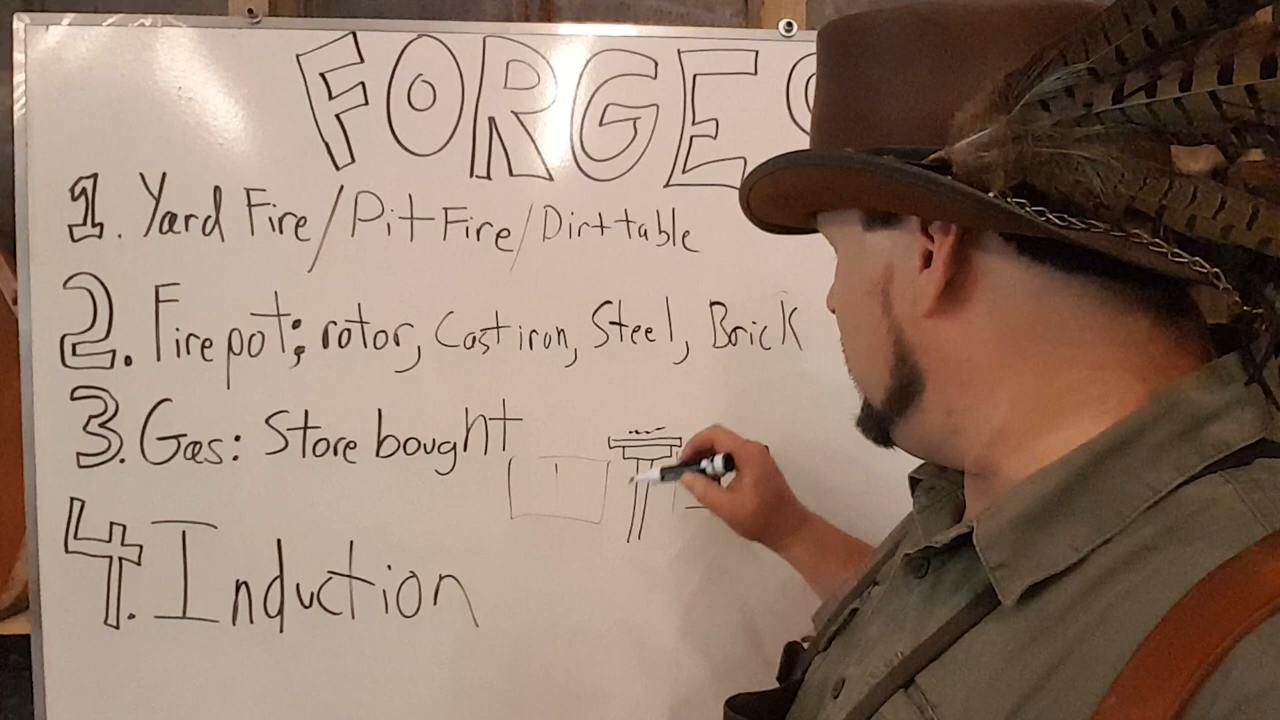 FORGES
1. Yard Fire/Pit Fire/Dirt table
2. Fire pot; rotor, Cast iron, Steel, Brick
3. Gas: Store bought
4. Induction